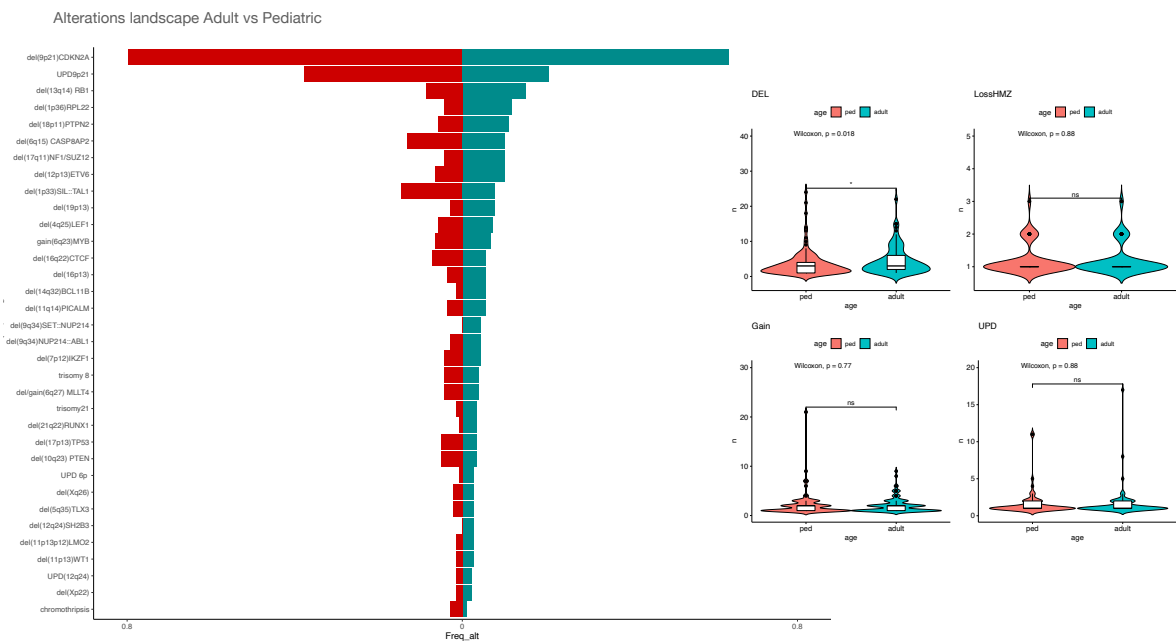 Alterations landscape Adult vs Pediatric
del(9p21)CDKN2A
UPD9p21
del(13q14) RB1
del(1p36)RPL22
del(18p11)PTPN2
del(6q15) CASP8AP2
del(17q11)NF1/SUZ12
del(12p13)ETV6
del(1p33)SIL::TAL1
del(19p13)
del(4q25)LEF1
gain(6q23)MYB
del(16q22)CTCF
del(16p13)
del(14q32)BCL11B
del(11q14)PICALM
del(9q34)SET::NUP214
del(9q34)NUP214::ABL1
del(7p12)IKZF1
trisomy 8
del/gain(6q27) MLLT4
trisomy21
del(21q22)RUNX1
del(17p13)TP53
del(10q23) PTEN
UPD 6p
del(Xq26)
del(5q35)TLX3
del(12q24)SH2B3
del(11p13p12)LMO2
del(11p13)WT1
UPD(12q24)
del(Xp22)
chromothripsis
0.8 0 0.8
Freq_alt
DEL
age ped adult
Wilcoxon, p = 0.018
40
30
20
10
0
n
ped adult
age
LossHMZ
age ped adult
Wilcoxon, p = 0.88
ns
5
4
3
2
1
n
ped adult
age
Gain
age ped adult
Wilcoxon, p = 0.77
ns
30
20
10
0
n
ped adult
age
UPD
age ped adult
Wilcoxon, p = 0.88
ns
20
15
10
5
0
n
ped adult
age